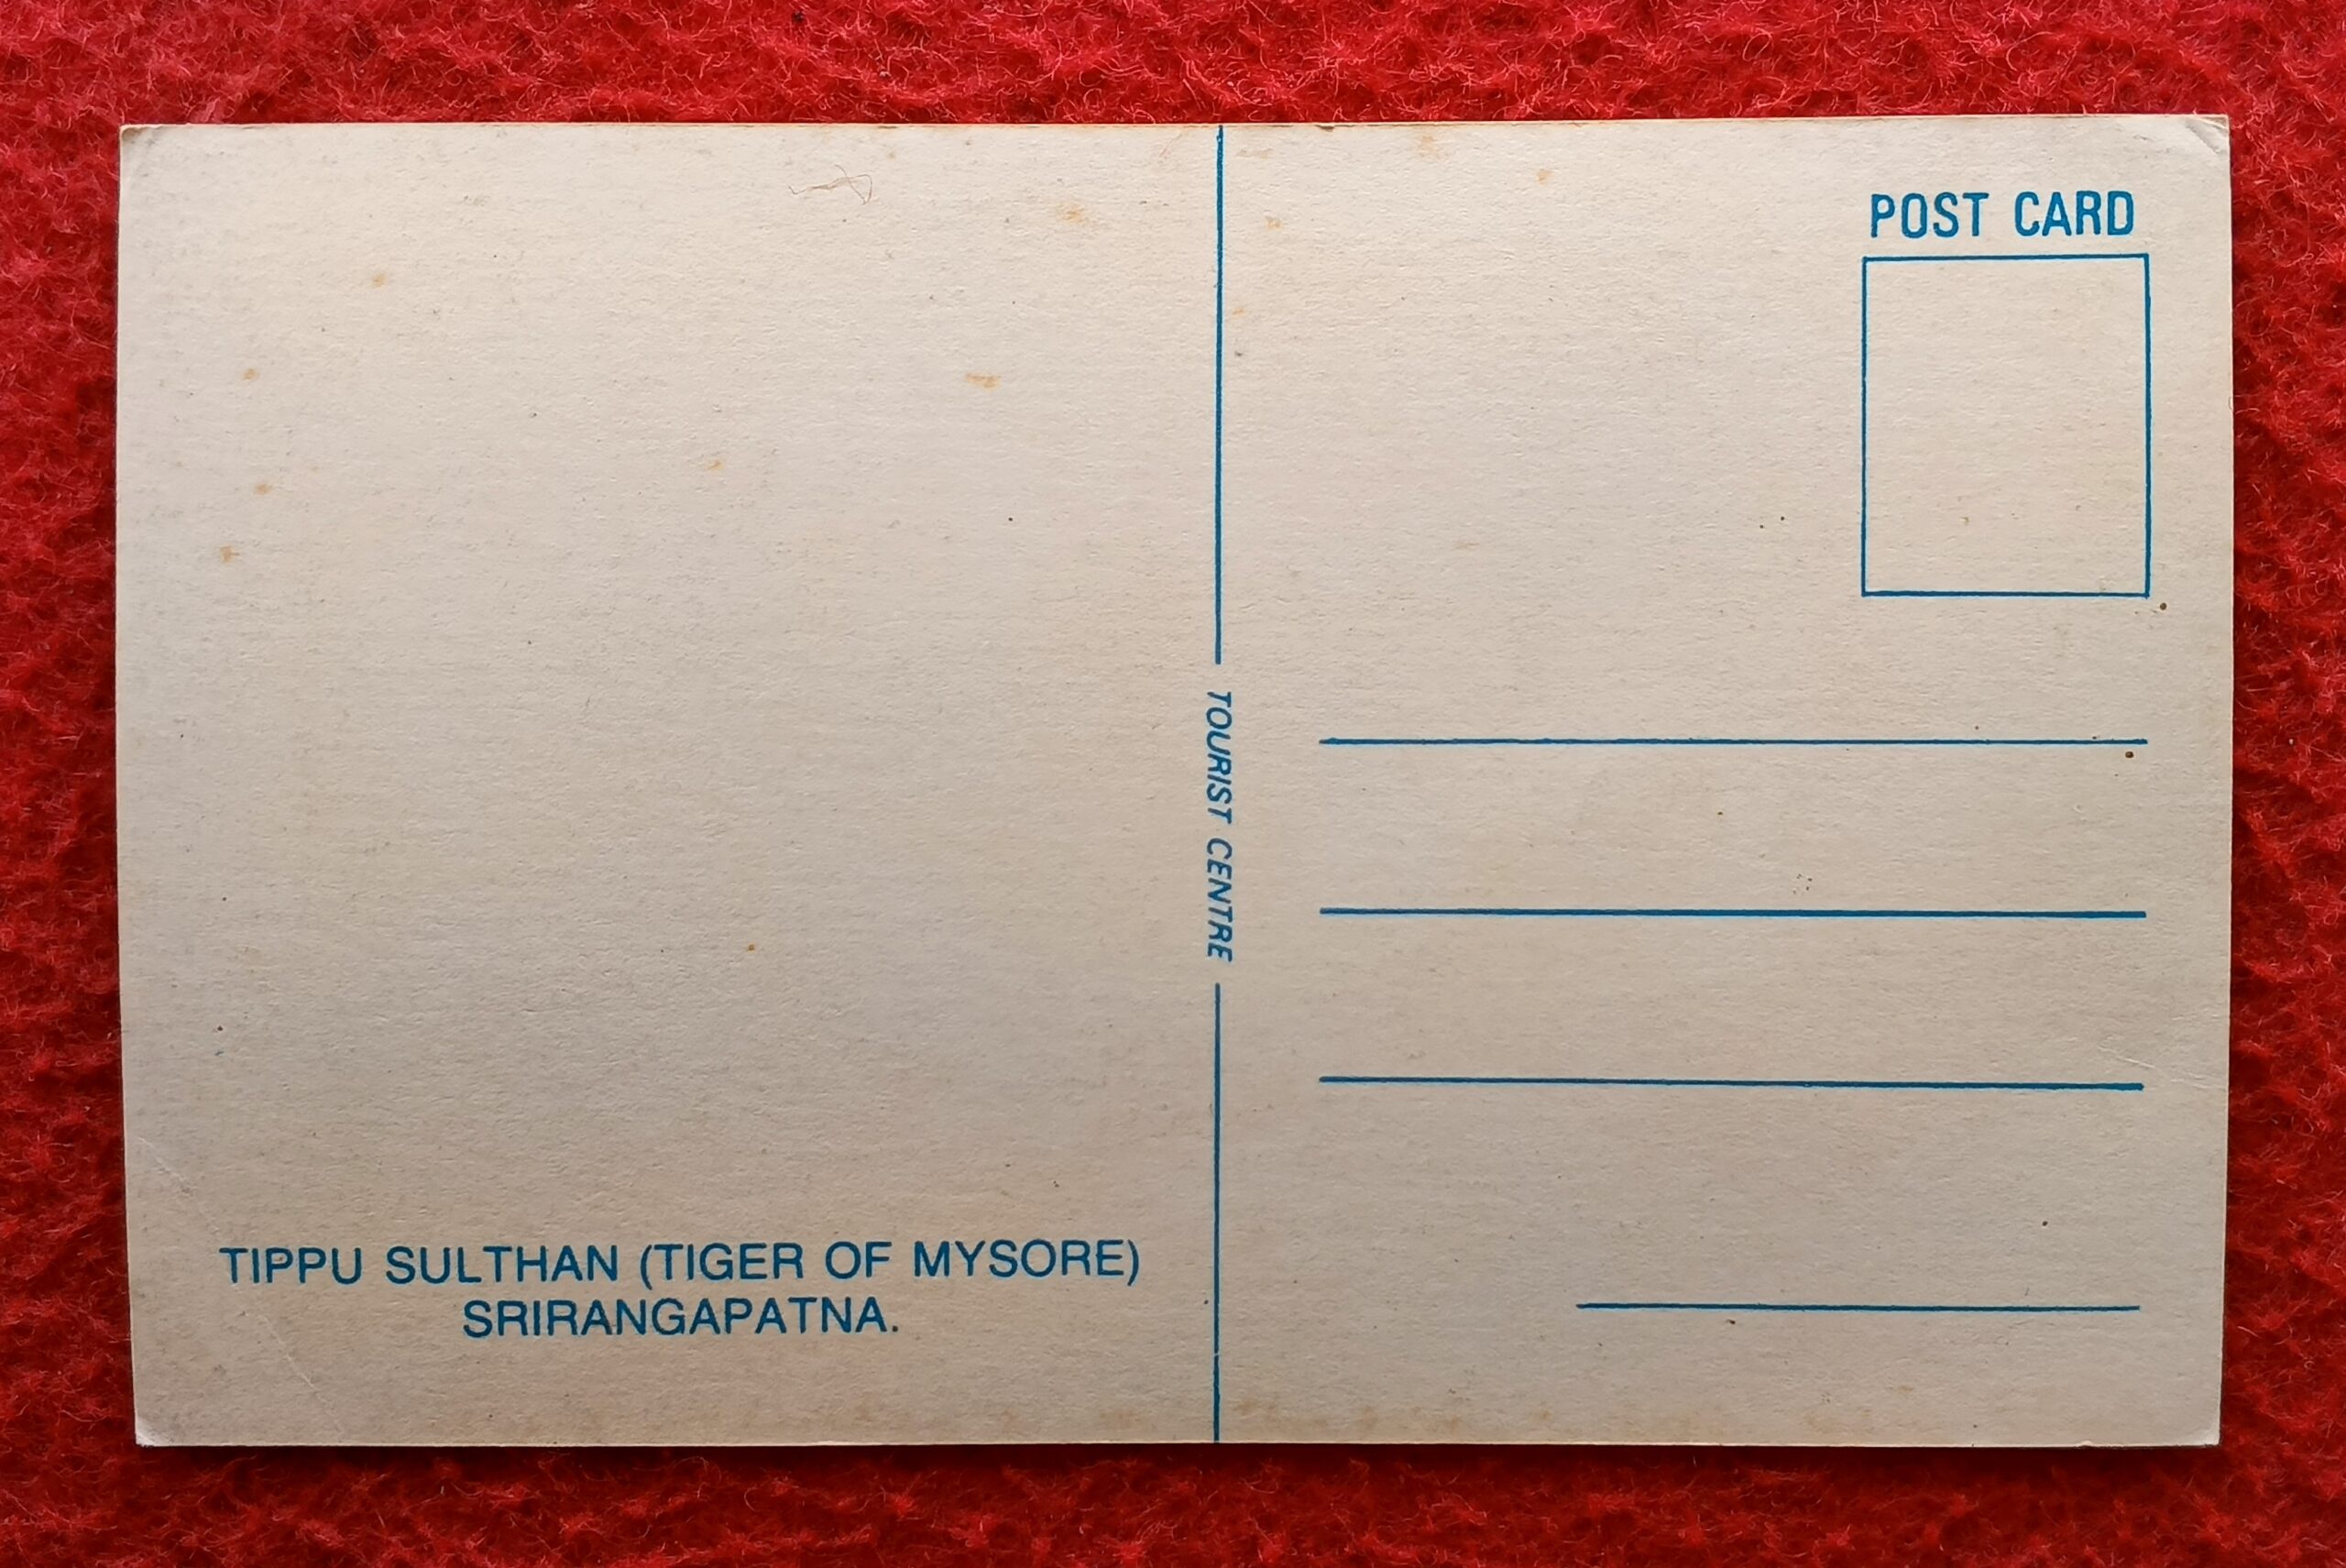 POST CARD
TOURIST CENTRE
TIPPU SULTHAN (TIGER OF MYSORE)
SRIRANGAPATNA.